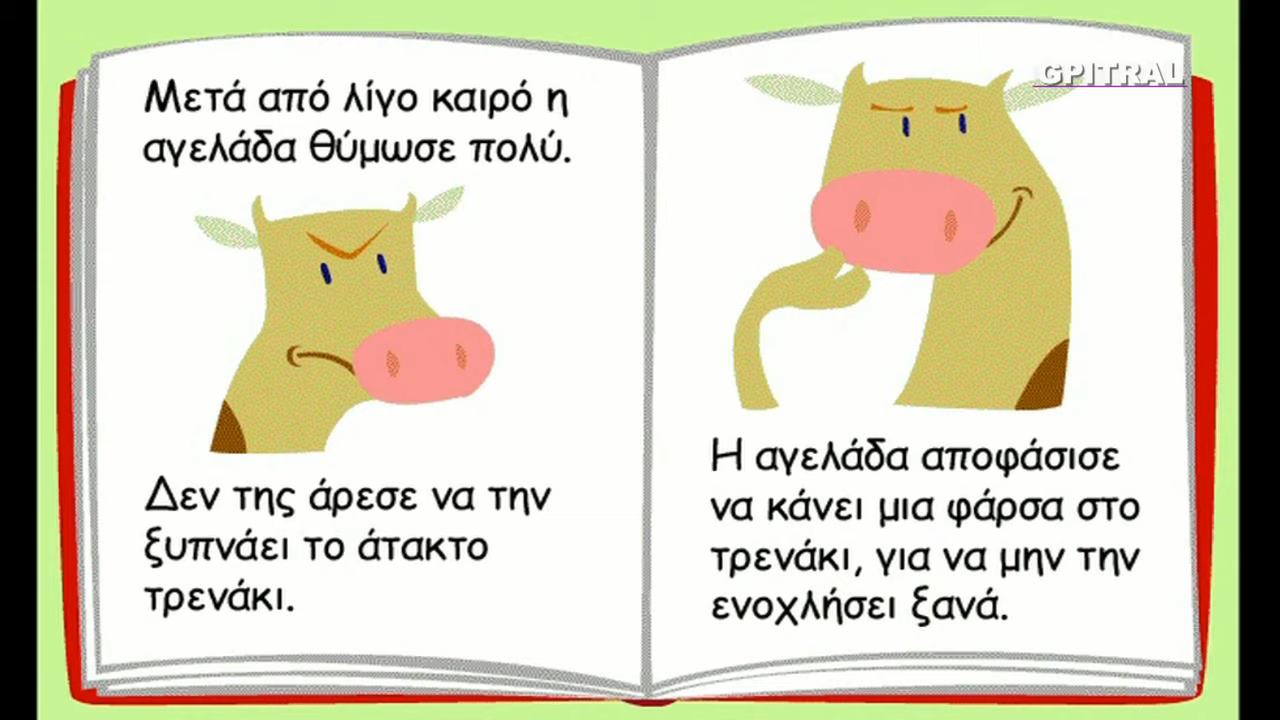 Μετά από λίγο καιρό η
αγελάδα θύμωσε πολύ.
Δεν της άρεσε να την
ξυπνάει το άτακτο
τρενάκι.
GPITRAL
Η αγελάδα αποφάσισε
να κάνει μια φάρσα στο
τρενάκι, για να μην την
ενοχλήσει ξανά.